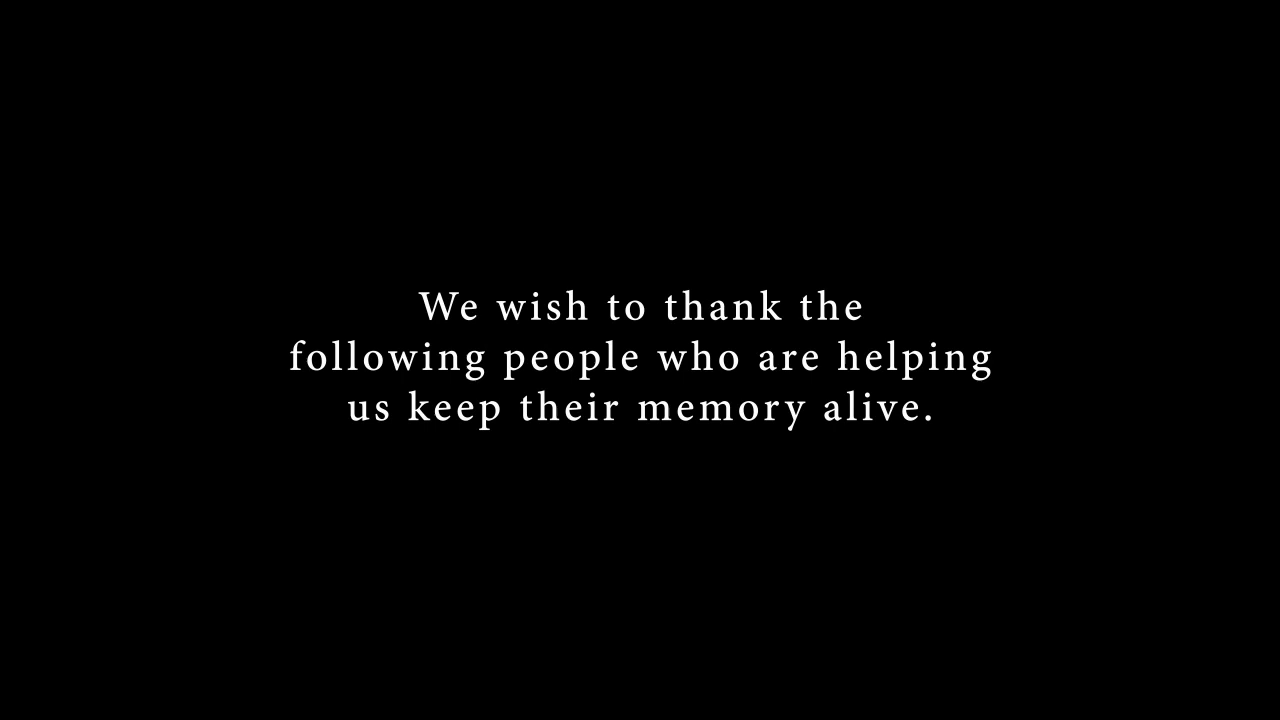 We wish to thank the
following people who are helping
us keep their memory alive.